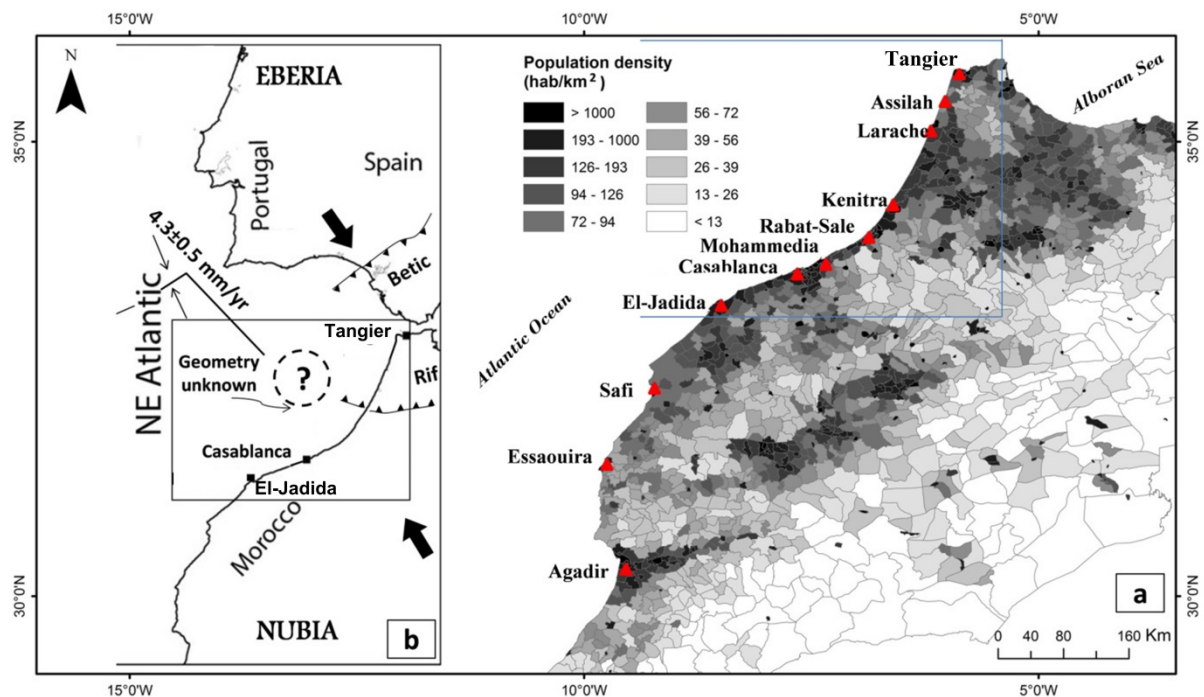 15°0'W
10°0'W
5°0'W
N
EBERIA
Portugal
Spain
4.3±0.5 mm/yr
Betic
NE Atlantic
Tangier
Geometry
unknown
?
Rif
Casablanca
El-Jadida
Morocco
NUBIA
b
Population density
(hab/km²)
> 1000
193 - 1000
126- 193
94 - 126
72 - 94
56 - 72
39 - 56
26 - 39
13 - 26
< 13
Tangier
Alboran Sea
Assilah
Larache
35°0'N
35°0'N
Kenitra
Rabat-Sale
Mohammedia
Casablanca
El-Jadida
Atlantic Ocean
Safi
Essaouira
Agadir
30°0'N
30°0'N
a
0 40 80 160 Km
15°0'W
10°0'W
5°0'W